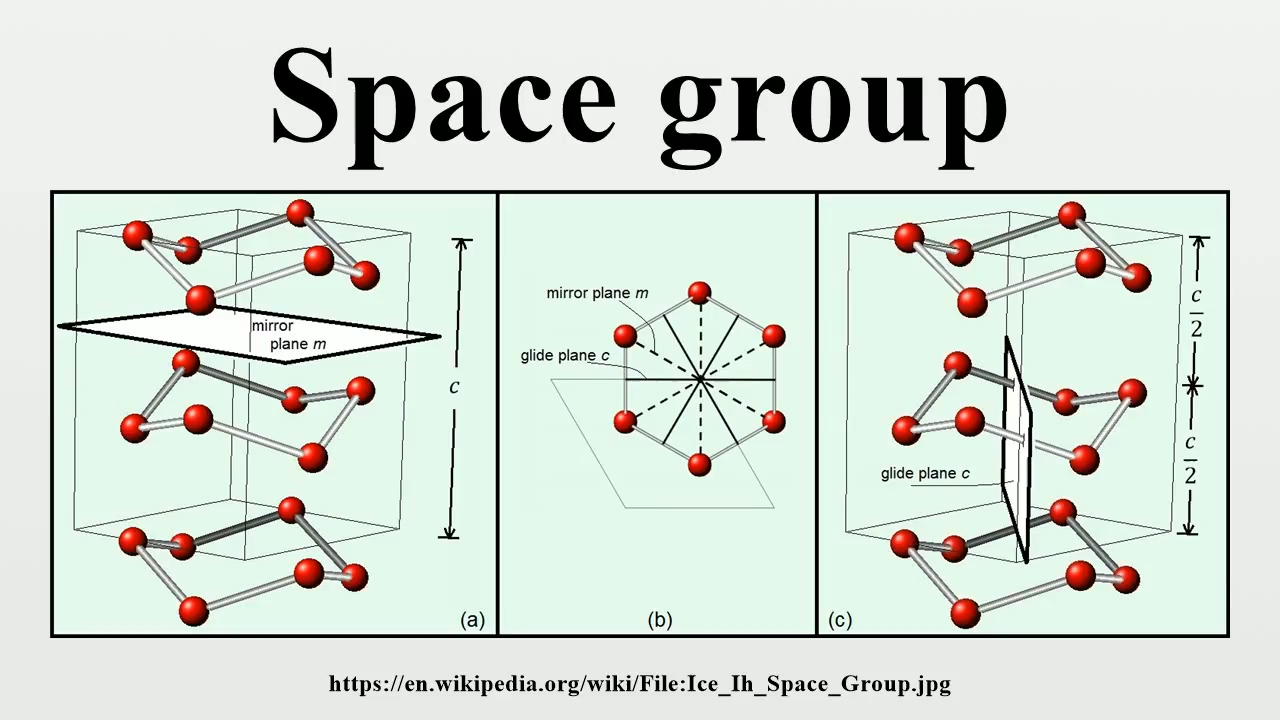 Space group
mirror
plane m
c
(a)
mirror plane m
glide plane c
(b)
c
2
c
2
glide plane c
(c)
https://en.wikipedia.org/wiki/File:Ice_Ih_Space_Group.jpg